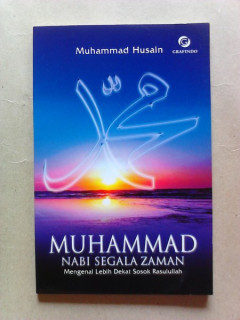 Muhammad Husain
GRAFINDO
محمد
MUHAMMAD
NABI SEGALA ZAMAN
Mengenal Lebih Dekat Sosok Rasulullah